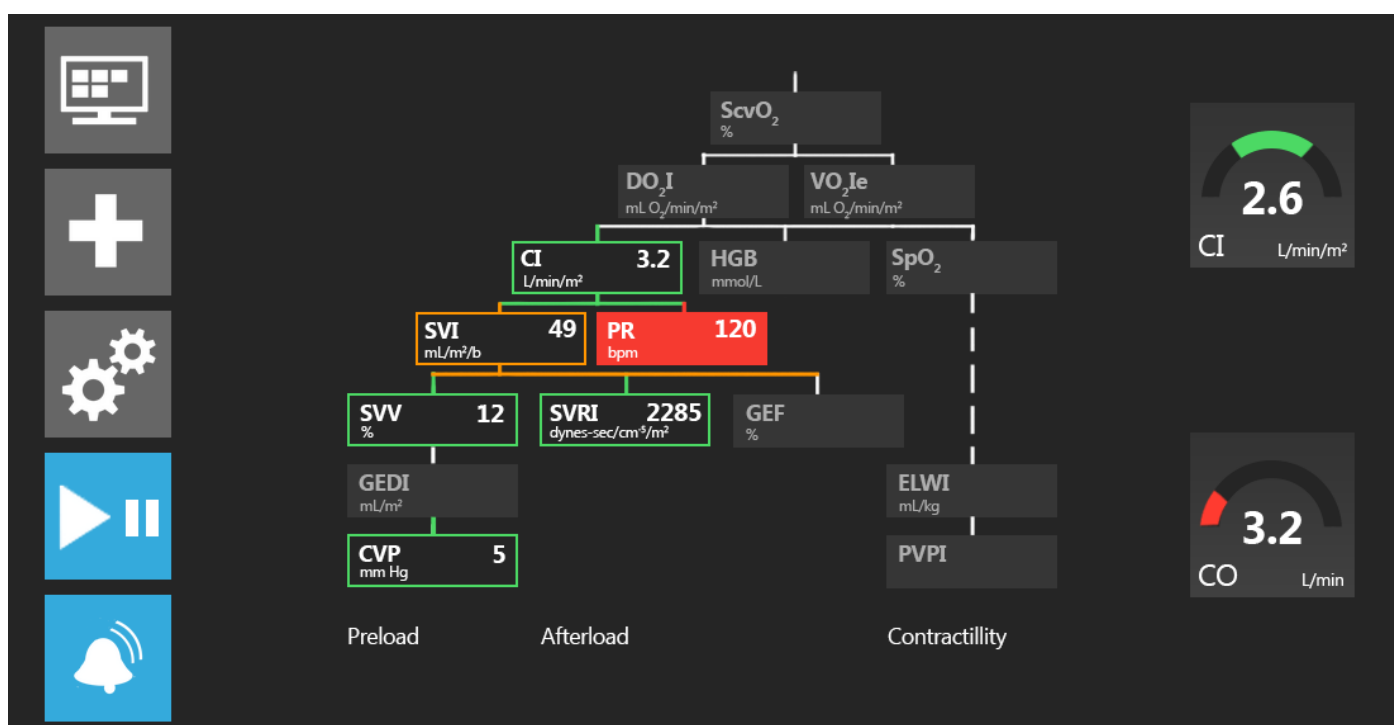 ScvO₂
%
DO₂I
mL O₂/min/m²
VO₂Ie
mL O₂/min/m²
CI 3.2
L/min/m²
HGB
mmol/L
SpO₂
%
SVI 49
mL/m²/b
PR 120
bpm
SVV 12
%
SVRI 2285
dynes-sec/cm⁻⁵/m²
GEF
%
GEDI
mL/m²
ELWI
mL/kg
CVP 5
mm Hg
PVPI
Preload Afterload Contractillity
2.6
CI L/min/m²
3.2
CO L/min